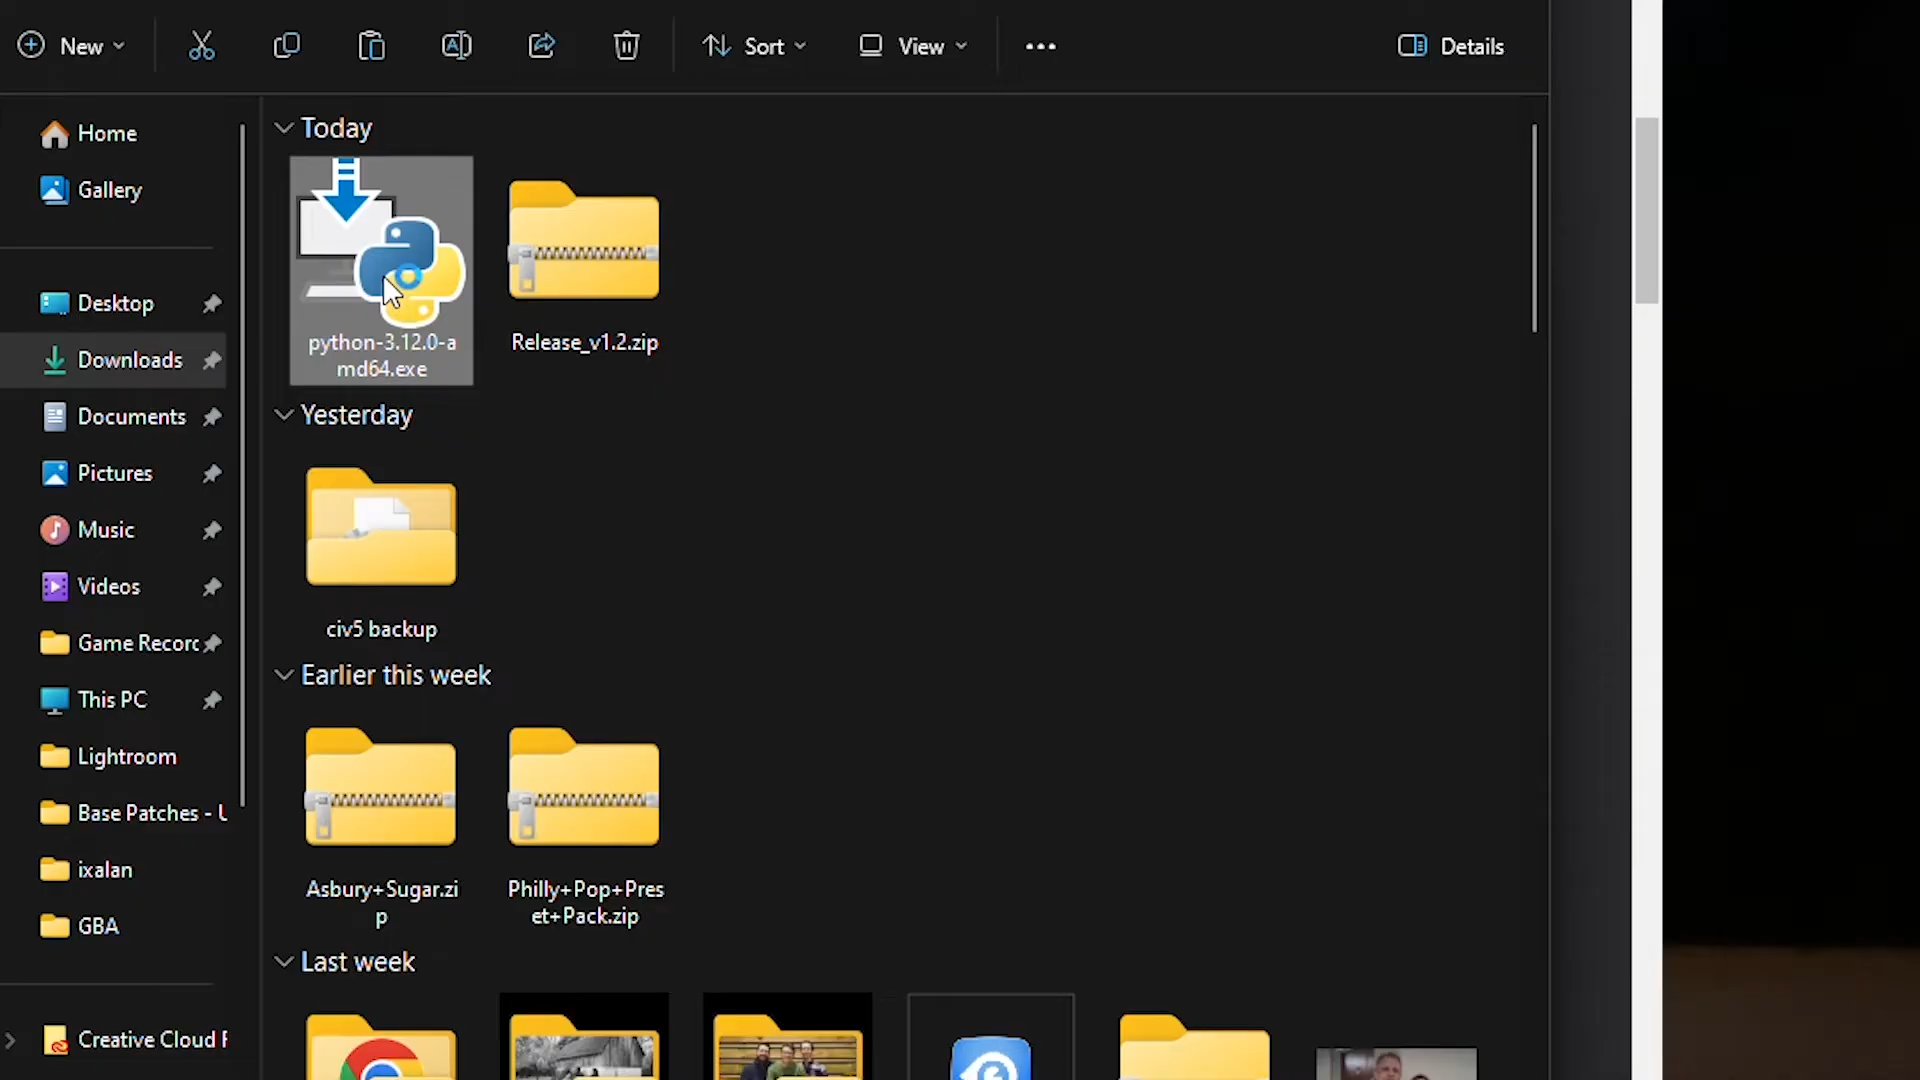 New
Sort
View
Details
Home
Gallery
Desktop
Downloads
Documents
Pictures
Music
Videos
Game Recorc
This PC
Lightroom
Base Patches - U
ixalan
GBA
Creative Cloud F
Today
python-3.12.0-a
md64.exe
Release_v1.2.zip
Yesterday
civ5 backup
Earlier this week
Asbury+Sugar.zi
p
Philly+Pop+Pres
et+Pack.zip
Last week